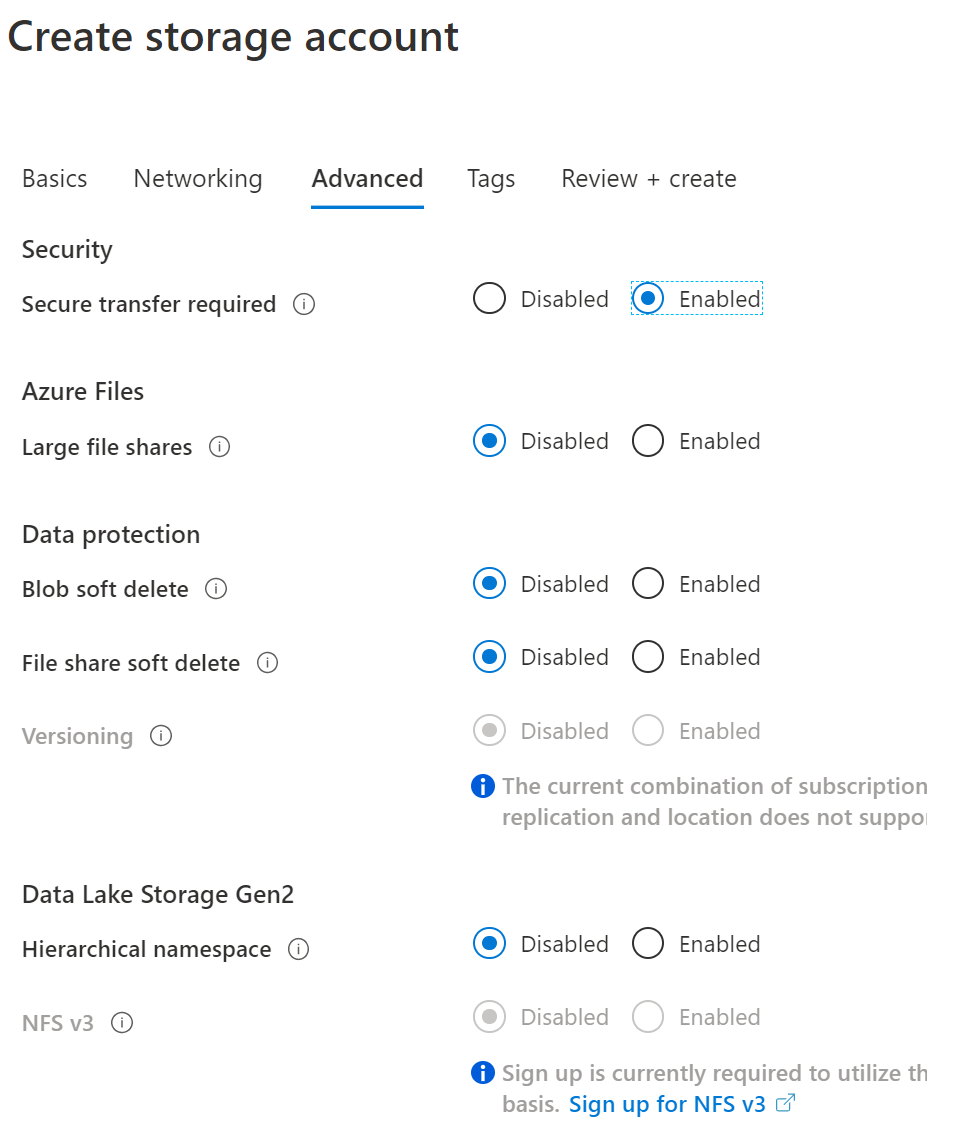 Create storage account
Basics Networking Advanced Tags Review + create
Security
Secure transfer required Disabled Enabled
Azure Files
Large file shares Disabled Enabled
Data protection
Blob soft delete Disabled Enabled
File share soft delete Disabled Enabled
Versioning Disabled Enabled
The current combination of subscription
replication and location does not
Data Lake Storage Gen2
Hierarchical namespace Disabled Enabled
NFS v3 Disabled Enabled
Sign up is currently required to utilize
basis. Sign up for NFS v3